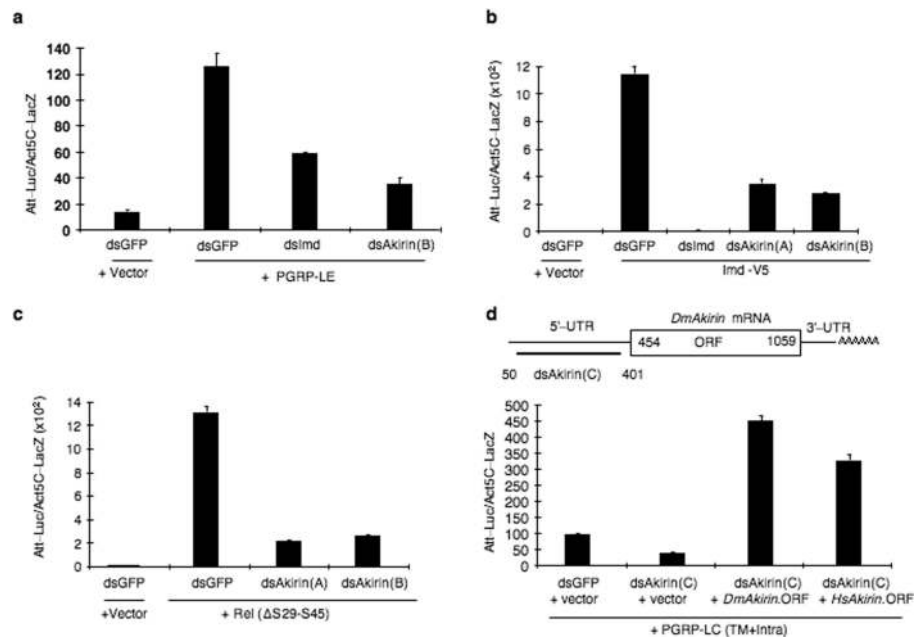 a
Att–Luc/Act5C–LacZ
140
120
100
80
60
40
20
0
dsGFP dsGFP dsImd dsAkirin(B)
+ Vector + PGRP-LE
b
Att–Luc/Act5C–LacZ (x10²)
12
10
8
6
4
2
0
dsGFP dsGFP dsImd dsAkirin(A) dsAkirin(B)
+ Vector Imd -V5
c
Att–Luc/Act5C–LacZ (x10²)
14
12
10
8
6
4
2
0
dsGFP dsGFP dsAkirin(A) dsAkirin(B)
+Vector + Rel (ΔS29-S45)
d
DmAkirin mRNA
5'–UTR 3'–UTR
454 ORF 1059 AAAAAA
50 dsAkirin(C) 401
Att–Luc/Act5C–LacZ
500
450
400
350
300
250
200
150
100
50
0
dsGFP dsAkirin(C) dsAkirin(C) dsAkirin(C)
+ vector + vector + DmAkirin.ORF + HsAkirin.ORF
+ PGRP-LC (TM+Intra)